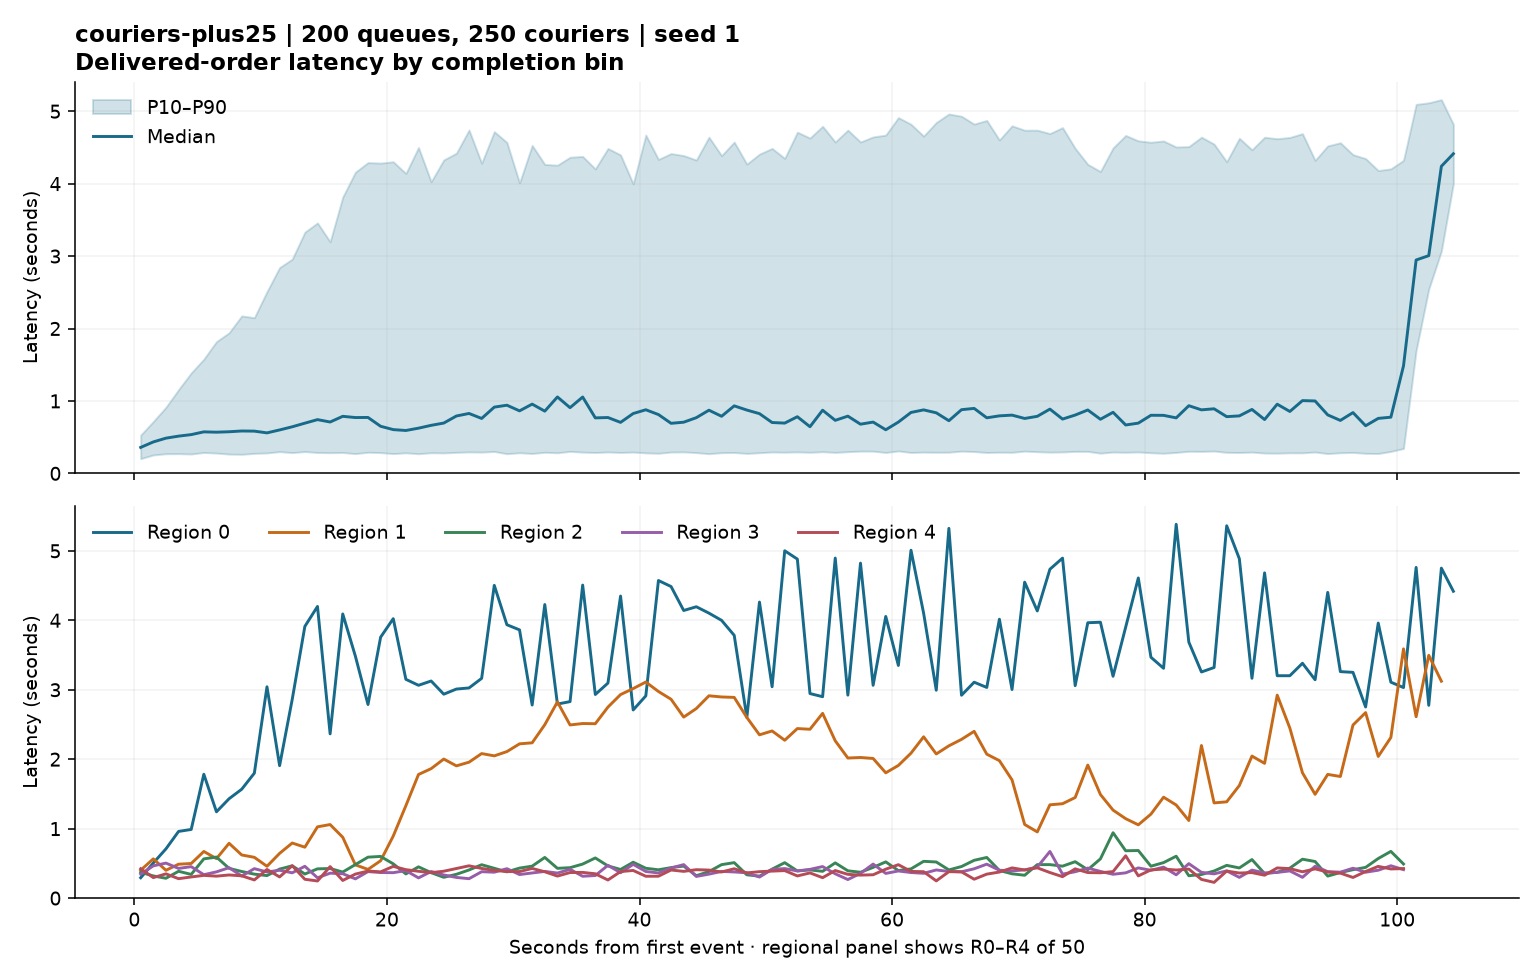 couriers-plus25 | 200 queues, 250 couriers | seed 1
Delivered-order latency by completion bin
P10–P90
Median
Latency (seconds)
5
4
3
2
1
0
Region 0 Region 1 Region 2 Region 3 Region 4
Latency (seconds)
5
4
3
2
1
0
0 20 40 60 80 100
Seconds from first event · regional panel shows R0–R4 of 50